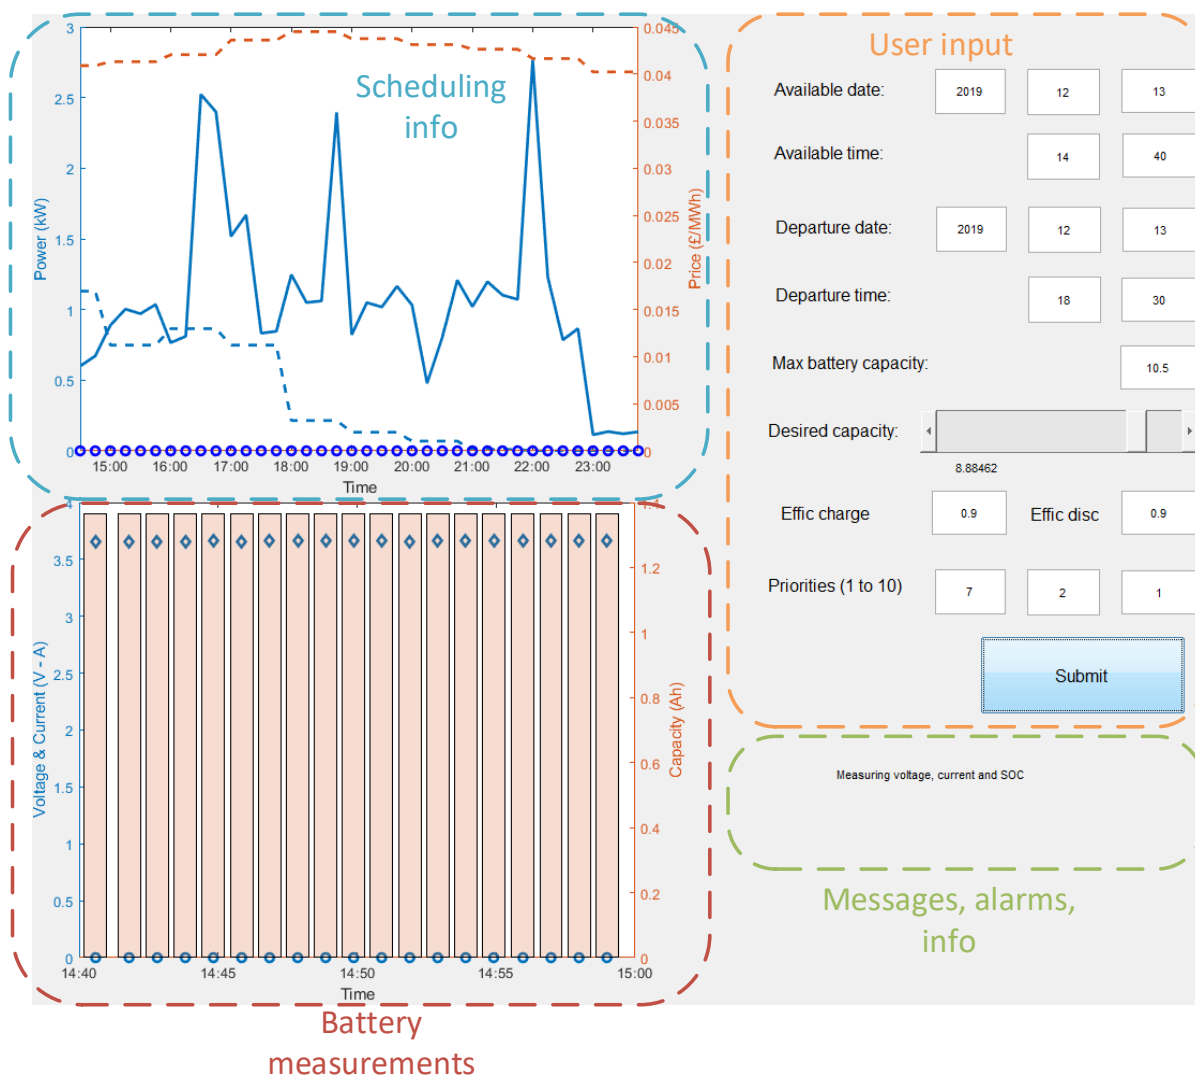 3
2.5
2
1.5
1
0.5
0
Power (kW)
0.045
0.04
0.035
0.03
0.025
0.02
0.015
0.01
0.005
0
Price (£/MWh)
Scheduling
info
15:00 16:00 17:00 18:00 19:00 20:00 21:00 22:00 23:00
Time
4
3.5
3
2.5
2
1.5
1
0.5
0
Voltage & Current (V - A)
1.4
1.2
1
0.8
0.6
0.4
0.2
0
Capacity (Ah)
14:40 14:45 14:50 14:55 15:00
Time
Battery
measurements
User input
Available date: 2019 12 13
Available time: 14 40
Departure date: 2019 12 13
Departure time: 18 30
Max battery capacity: 10.5
Desired capacity:
8.88462
Effic charge 0.9 Effic disc 0.9
Priorities (1 to 10) 7 2 1
Submit
Measuring voltage, current and SOC
Messages, alarms,
info